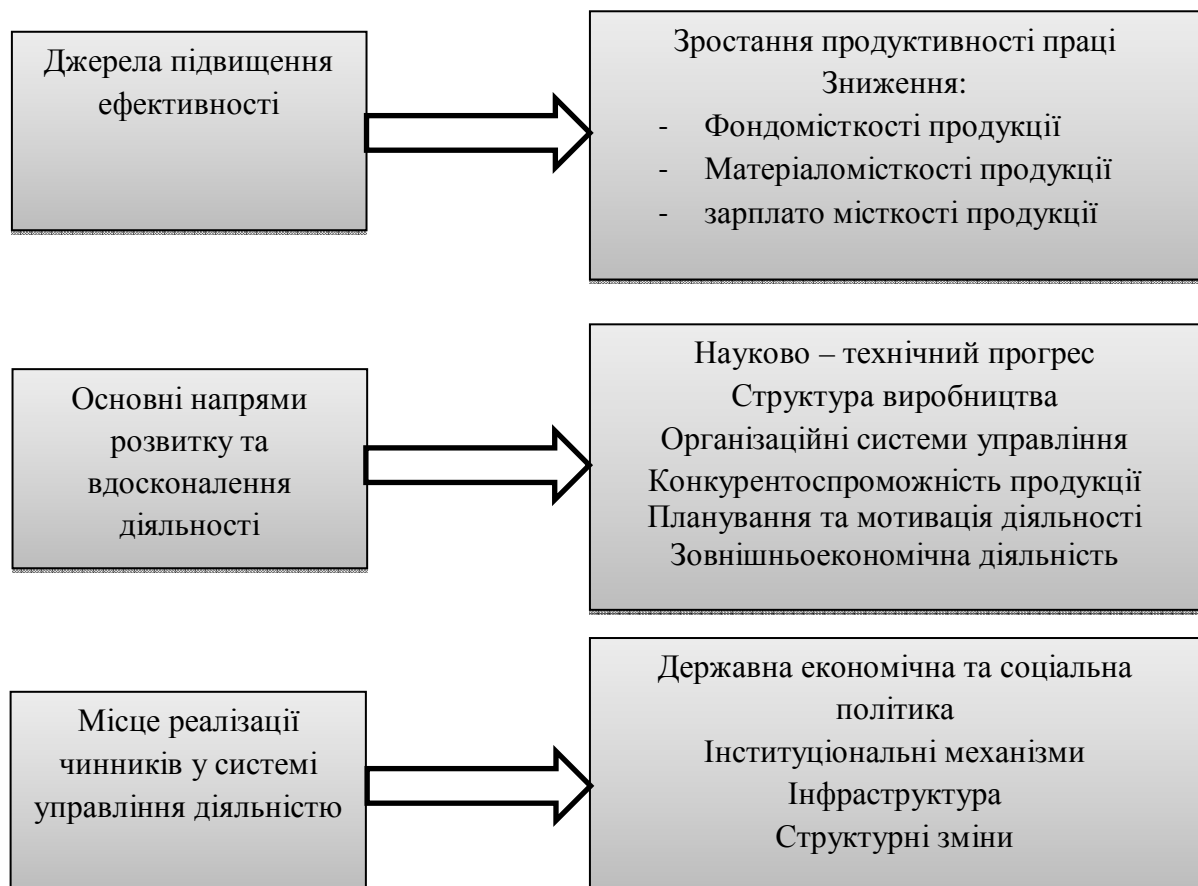 Джерела підвищення
ефективності
Зростання продуктивності праці
Зниження:
- Фондомісткості продукції
- Матеріаломісткості продукції
- зарплато місткості продукції
Основні напрями
розвитку та
вдосконалення
діяльності
Науково – технічний прогрес
Структура виробництва
Організаційні системи управління
Конкурентоспроможність продукції
Планування та мотивація діяльності
Зовнішньоекономічна діяльність
Місце реалізації
чинників у системі
управління діяльністю
Державна економічна та соціальна
політика
Інституціональні механізми
Інфраструктура
Структурні зміни